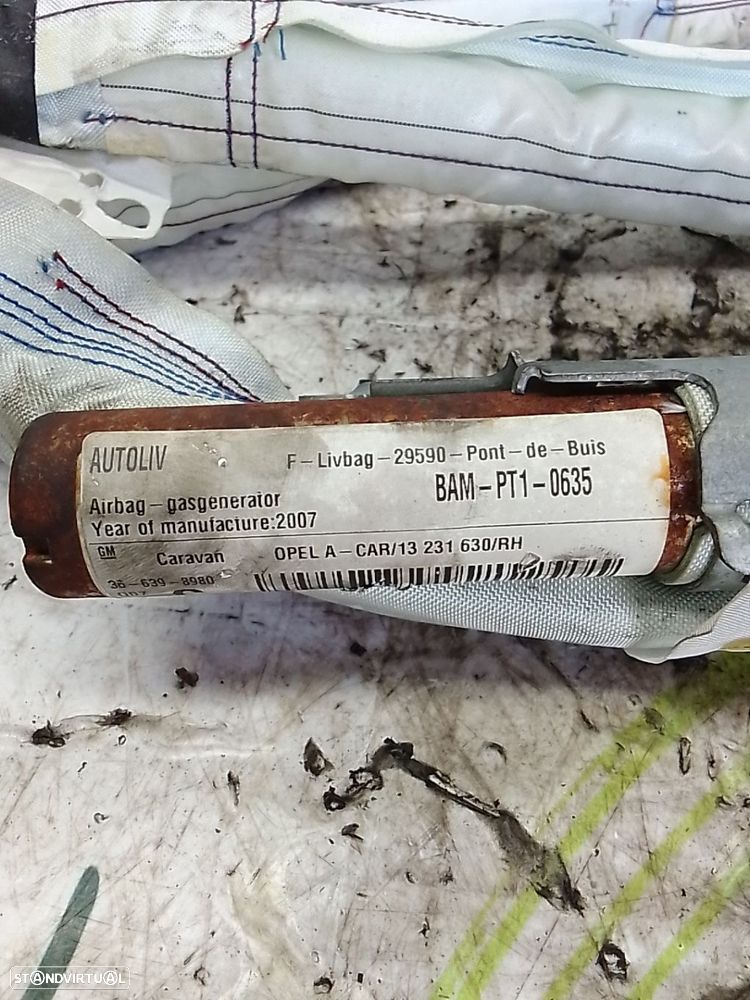 AUTOLIV
F-Livbag-29590-Pont-de-Buis
BAM-PT1-0635
Airbag-gasgenerator
Year of manufacture:2007
GM Caravan OPEL A-CAR/13 231 630/RH
36-639-8980
STANDVIRTUAL